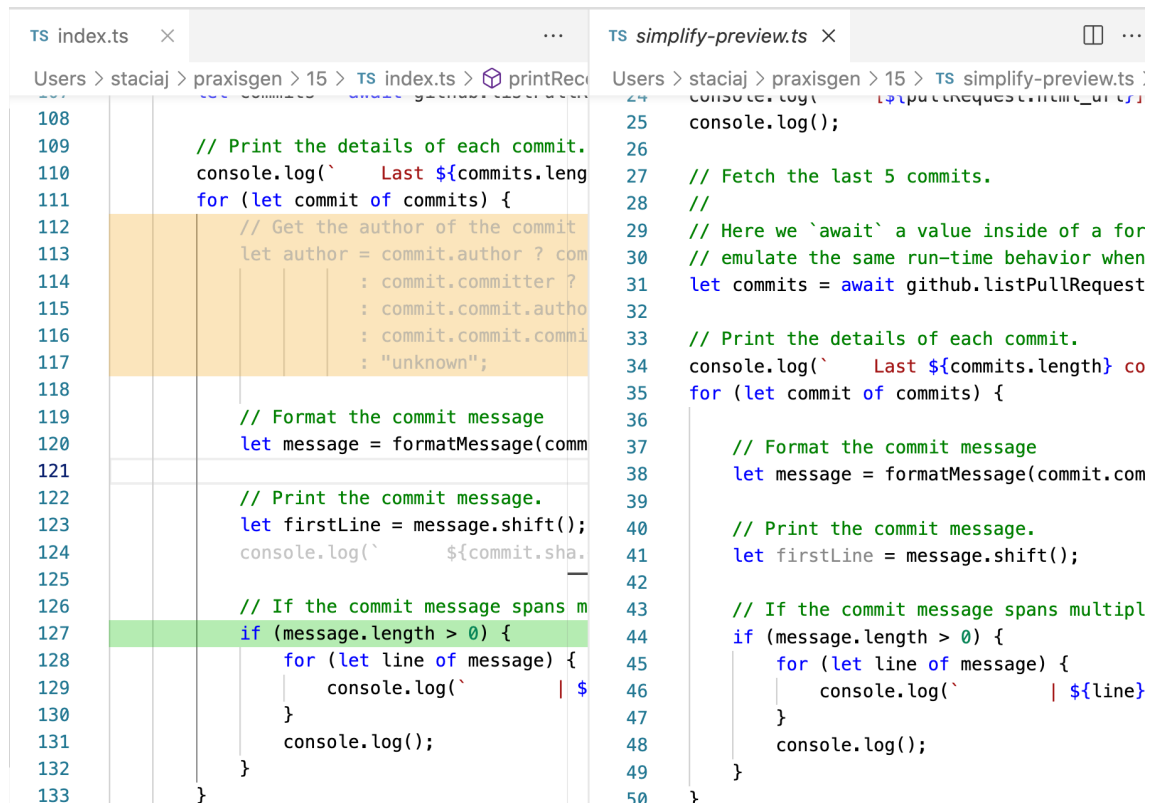 TS index.ts ×
...
Users > staciaj > praxisgen > 15 > TS index.ts > printReco
108
109 // Print the details of each commit.
110 console.log(`    Last ${commits.leng
111 for (let commit of commits) {
112     // Get the author of the commit
113     let author = commit.author ? com
114                : commit.committer ?
115                : commit.commit.autho
116                : commit.commit.commi
117                : "unknown";
118
119     // Format the commit message
120     let message = formatMessage(comm
121
122     // Print the commit message.
123     let firstLine = message.shift();
124     console.log(`      ${commit.sha.
125
126     // If the commit message spans m
127     if (message.length > 0) {
128         for (let line of message) {
129             console.log(`        | $
130         }
131         console.log();
132     }
133 }
TS simplify-preview.ts ×
...
Users > staciaj > praxisgen > 15 > TS simplify-preview.ts >
24 console.log(`    [${pullRequest.html_url}]
25 console.log();
26
27 // Fetch the last 5 commits.
28 //
29 // Here we `await` a value inside of a for
30 // emulate the same run-time behavior when
31 let commits = await github.listPullRequest
32
33 // Print the details of each commit.
34 console.log(`    Last ${commits.length} co
35 for (let commit of commits) {
36
37     // Format the commit message
38     let message = formatMessage(commit.com
39
40     // Print the commit message.
41     let firstLine = message.shift();
42
43     // If the commit message spans multipl
44     if (message.length > 0) {
45         for (let line of message) {
46             console.log(`        | ${line}
47         }
48         console.log();
49     }
50 }